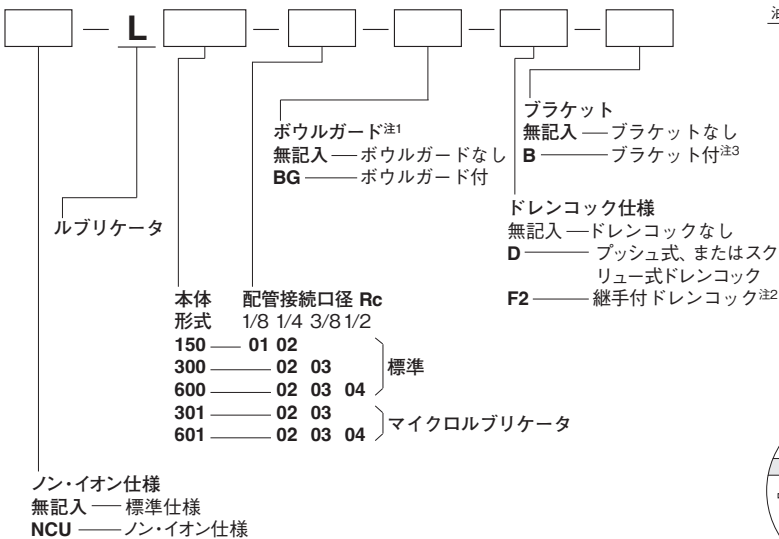 L
油
ブラケット
無記入 ブラケットなし
B ブラケット付注3
ボウルガード注1
無記入 ボウルガードなし
BG ボウルガード付
ドレンコック仕様
無記入 ドレンコックなし
D プッシュ式、またはスク
リュー式ドレンコック
F2 継手付ドレンコック注2
ルブリケータ
本体 配管接続口径 Rc
形式 1/8 1/4 3/8 1/2
150 01 02
300 02 03
600 02 03 04
標準
301 02 03
601 02 03 04
マイクロルブリケータ
ノン・イオン仕様
無記入 標準仕様
NCU ノン・イオン仕様